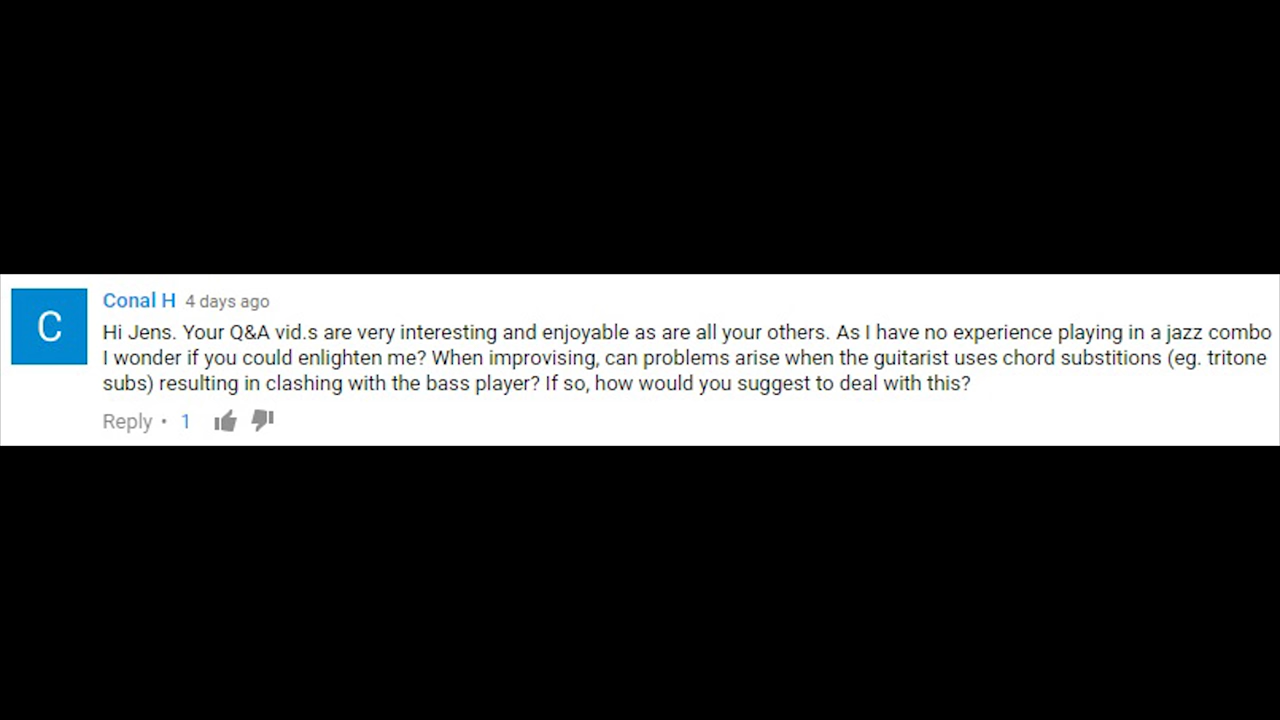 C
Conal H 4 days ago
Hi Jens. Your Q&A vid.s are very interesting and enjoyable as are all your others. As I have no experience playing in a jazz combo
I wonder if you could enlighten me? When improvising, can problems arise when the guitarist uses chord substitions (eg. tritone
subs) resulting in clashing with the bass player? If so, how would you suggest to deal with this?
Reply • 1